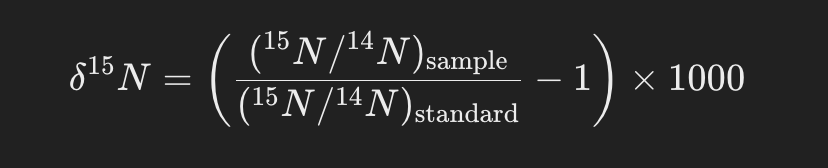 δ¹⁵N = ( (¹⁵N/¹⁴N)sample / (¹⁵N/¹⁴N)standard − 1 ) × 1000